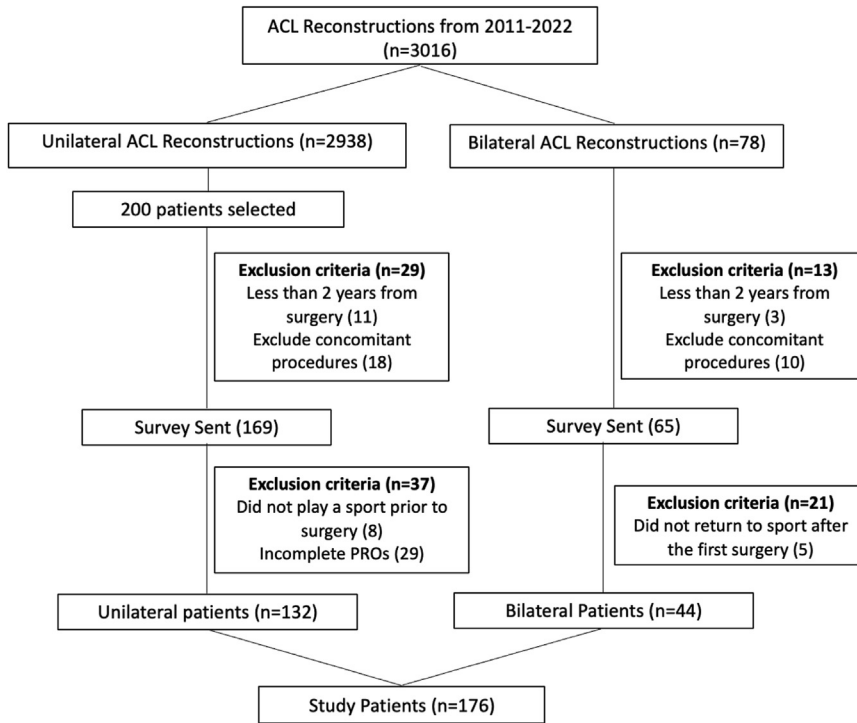 ACL Reconstructions from 2011-2022
(n=3016)
Unilateral ACL Reconstructions (n=2938)
Bilateral ACL Reconstructions (n=78)
200 patients selected
Exclusion criteria (n=29)
Less than 2 years from
surgery (11)
Exclude concomitant
procedures (18)
Exclusion criteria (n=13)
Less than 2 years from
surgery (3)
Exclude concomitant
procedures (10)
Survey Sent (169)
Survey Sent (65)
Exclusion criteria (n=37)
Did not play a sport prior to
surgery (8)
Incomplete PROs (29)
Exclusion criteria (n=21)
Did not return to sport after
the first surgery (5)
Unilateral patients (n=132)
Bilateral Patients (n=44)
Study Patients (n=176)